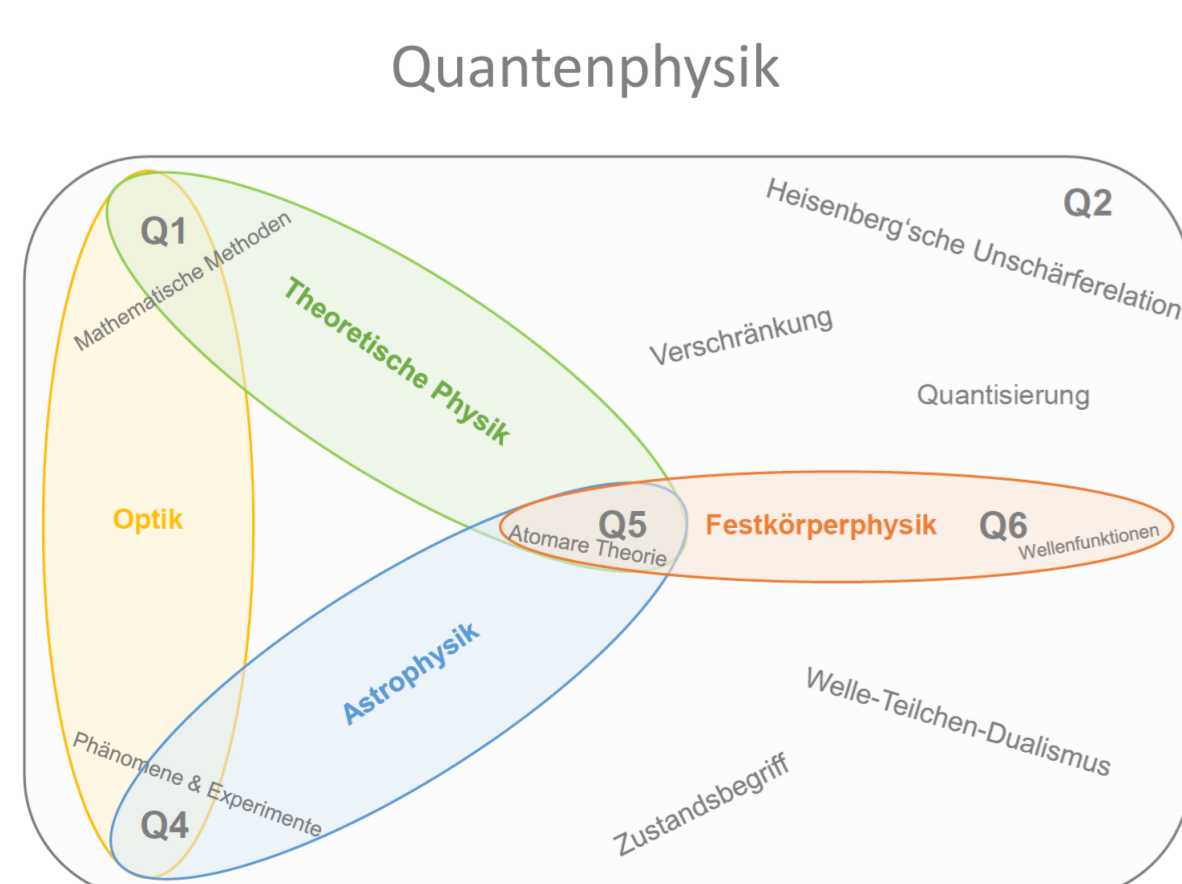 Quantenphysik
Q1
Q2
Heisenberg‘sche Unschärferelation
Mathematische Methoden
Theoretische Physik
Verschränkung
Quantisierung
Optik
Q5
Atomare Theorie
Festkörperphysik
Q6
Wellenfunktionen
Astrophysik
Welle-Teilchen-Dualismus
Phänomene & Experimente
Q4
Zustandsbegriff